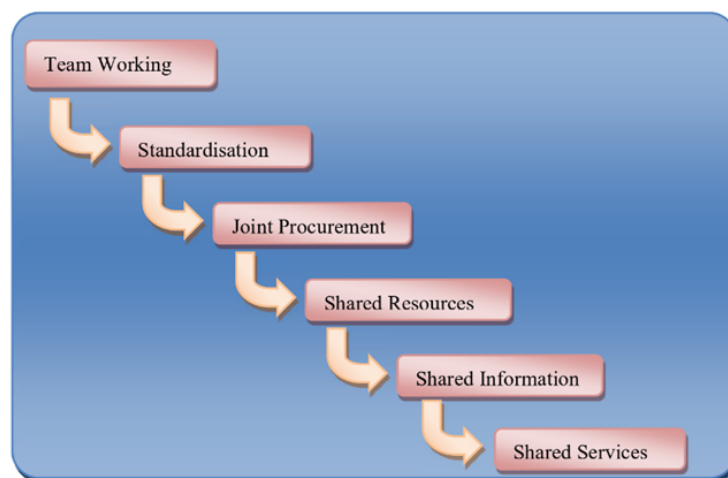 Team Working
Standardisation
Joint Procurement
Shared Resources
Shared Information
Shared Services